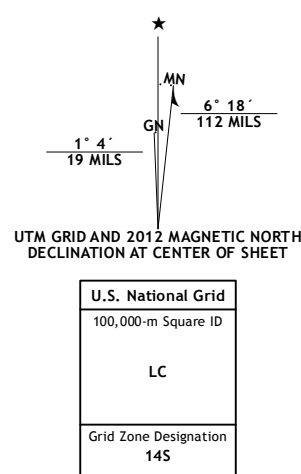 ★
MN
6° 18´
112 MILS
GN
1° 4´
19 MILS
UTM GRID AND 2012 MAGNETIC NORTH
DECLINATION AT CENTER OF SHEET
U.S. National Grid
100,000-m Square ID
LC
Grid Zone Designation
14S